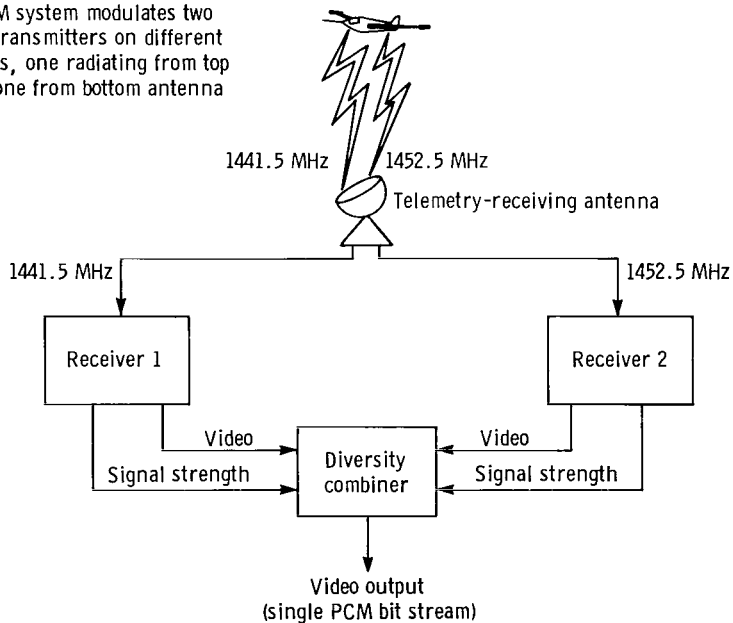 M system modulates two
ransmitters on different
s, one radiating from top
one from bottom antenna
1441.5 MHz
1452.5 MHz
Telemetry-receiving antenna
1441.5 MHz
1452.5 MHz
Receiver 1
Receiver 2
Video
Video
Diversity
combiner
Signal strength
Signal strength
Video output
(single PCM bit stream)